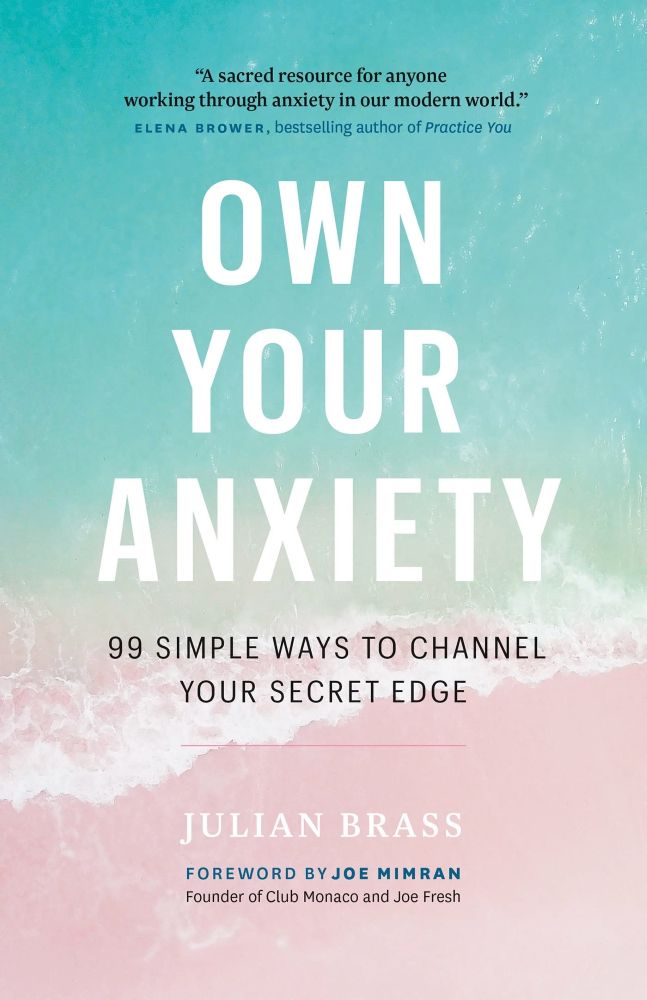 “A sacred resource for anyone
working through anxiety in our modern world.”
ELENA BROWER, bestselling author of Practice You
OWN
YOUR
ANXIETY
99 SIMPLE WAYS TO CHANNEL
YOUR SECRET EDGE
JULIAN BRASS
FOREWORD BY JOE MIMRAN
Founder of Club Monaco and Joe Fresh